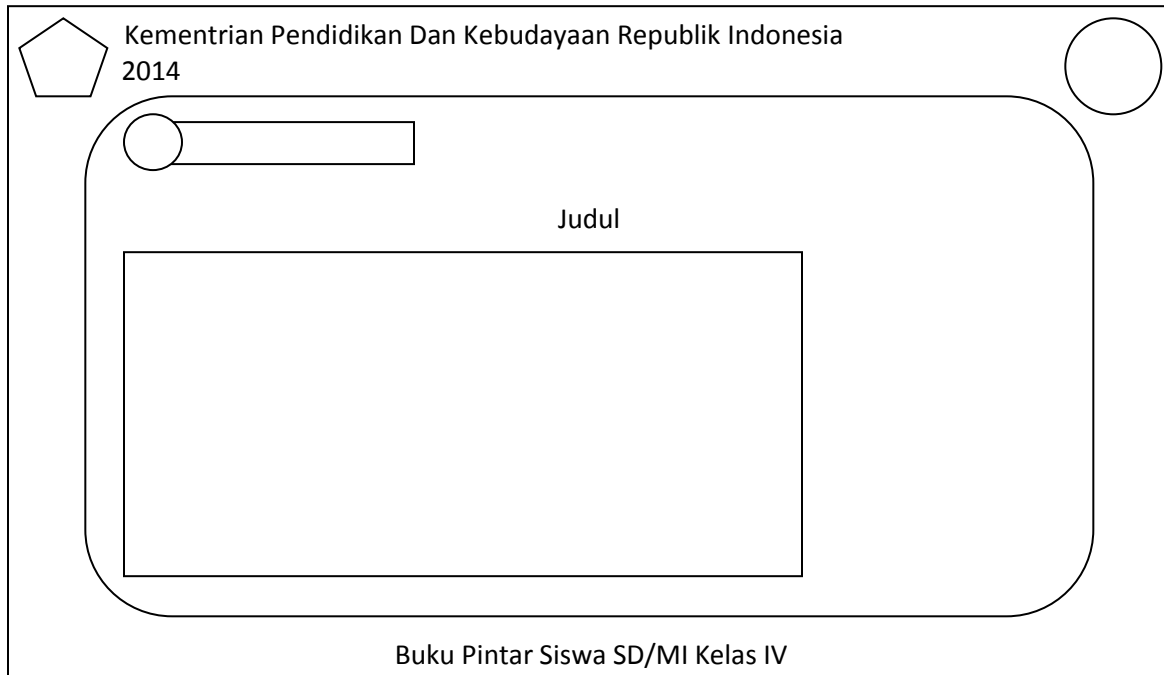 Kementrian Pendidikan Dan Kebudayaan Republik Indonesia
2014
Judul
Buku Pintar Siswa SD/MI Kelas IV